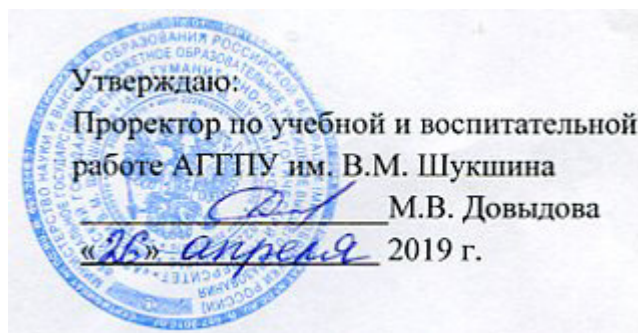 Утверждаю:
Проректор по учебной и воспитательной
работе АГГПУ им. В.М. Шукшина
М.В. Довыдова
«26» апреля 2019 г.